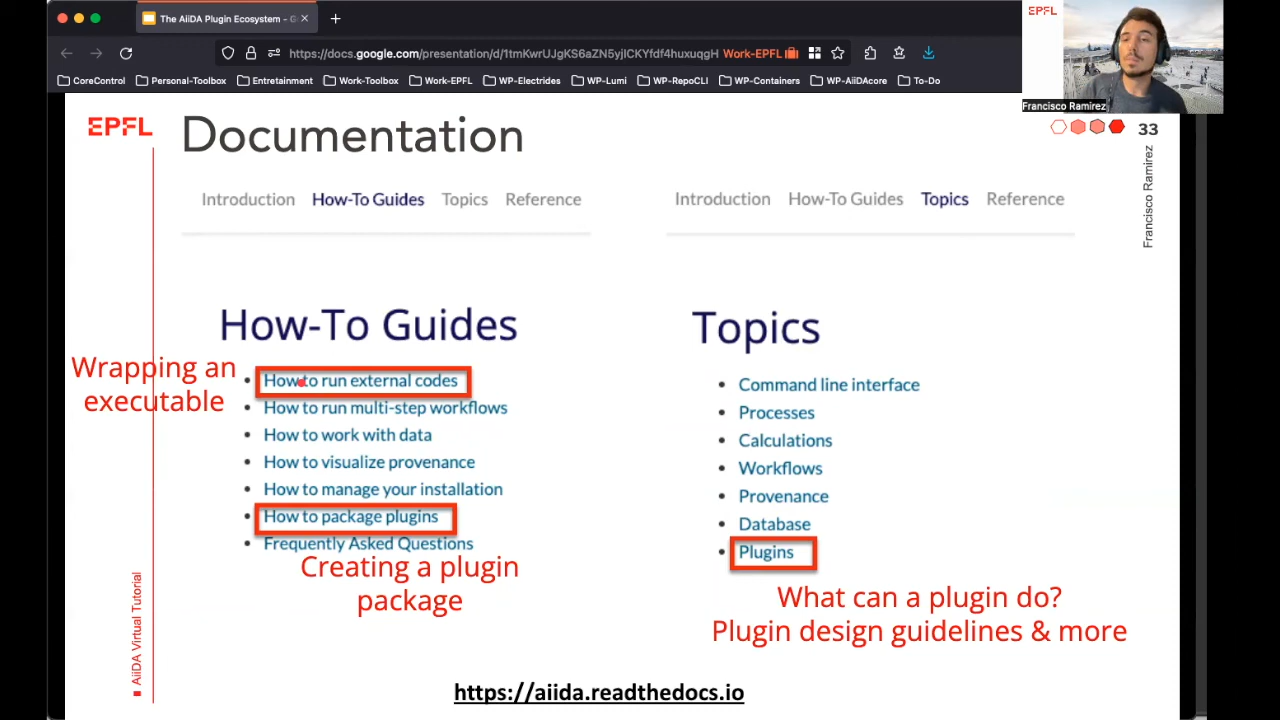 The AiiDA Plugin Ecosystem - G
https://docs.google.com/presentation/d/1tmKwrUJgKS6aZN5yjlCKYfdf4huxuqgH
Work-EPFL
CoreControl
Personal-Toolbox
Entretainment
Work-Toolbox
Work-EPFL
WP-Electrides
WP-Lumi
WP-RepoCLI
WP-Containers
WP-AiiDAcore
To-Do
EPFL
Francisco Ramirez
EPFL
Documentation
33
Francisco Ramirez
Introduction How-To Guides Topics Reference
Introduction How-To Guides Topics Reference
How-To Guides
Wrapping an
executable
How to run external codes
How to run multi-step workflows
How to work with data
How to visualize provenance
How to manage your installation
How to package plugins
Frequently Asked Questions
Creating a plugin
package
Topics
Command line interface
Processes
Calculations
Workflows
Provenance
Database
Plugins
What can a plugin do?
Plugin design guidelines & more
AiiDA Virtual Tutorial
https://aiida.readthedocs.io